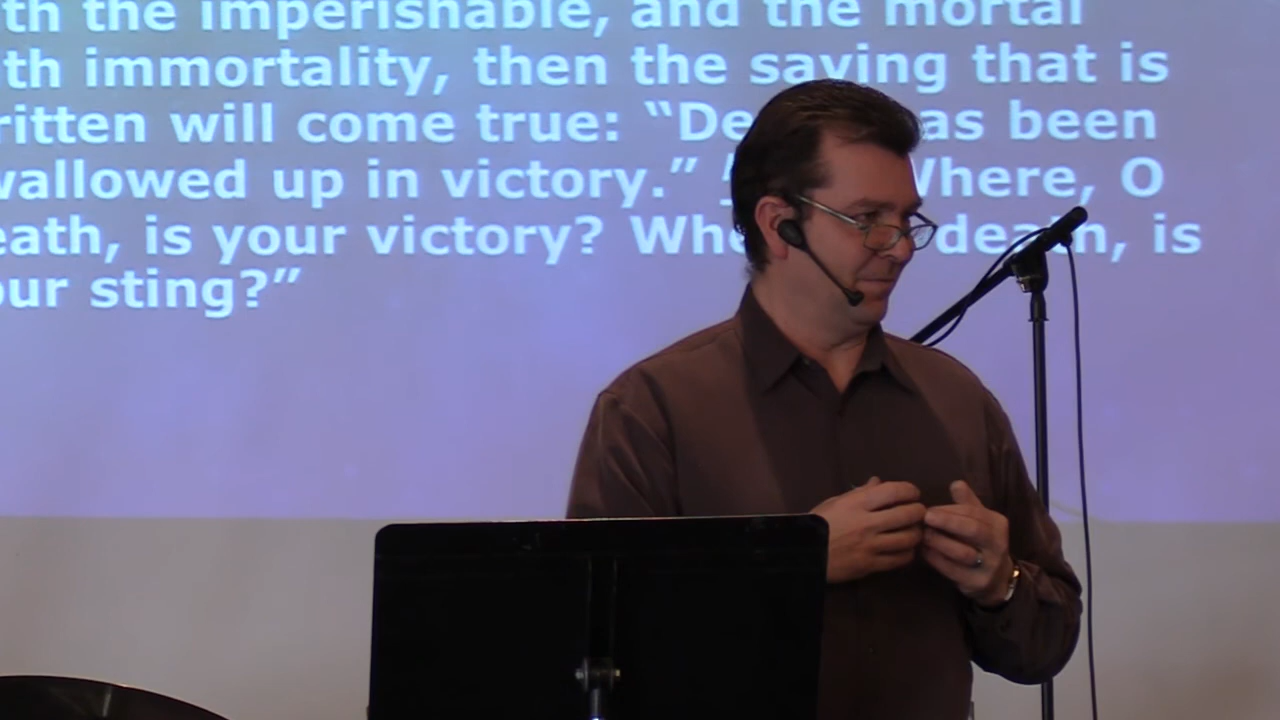 th the imperishable, and the mortal
th immortality, then the saying that is
ritten will come true: “De as been
wallowed up in victory.” Where, O
eath, is your victory? Whe death, is
our sting?”